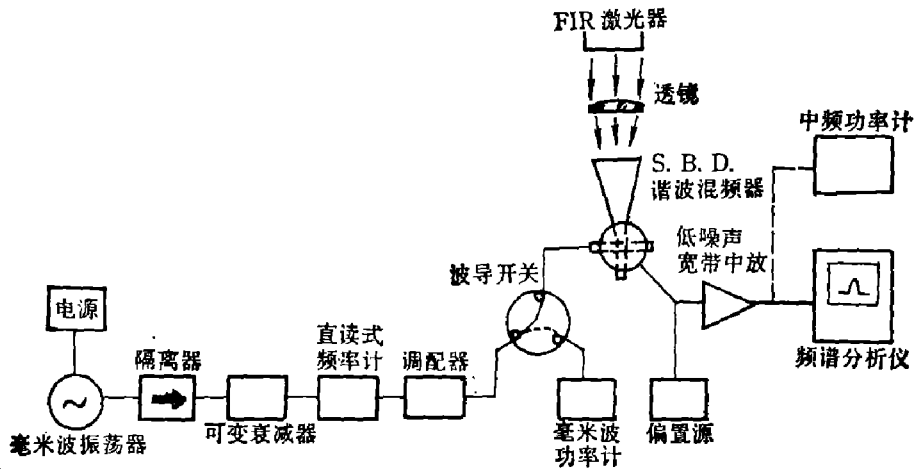 FIR 激光器
透镜
中频功率计
S. B. D.
谐波混频器
低噪声
宽带中放
波导开关
电源
隔离器
直读式
频率计
调配器
频谱分析仪
~
毫米波振荡器
可变衰减器
毫米波
功率计
偏置源